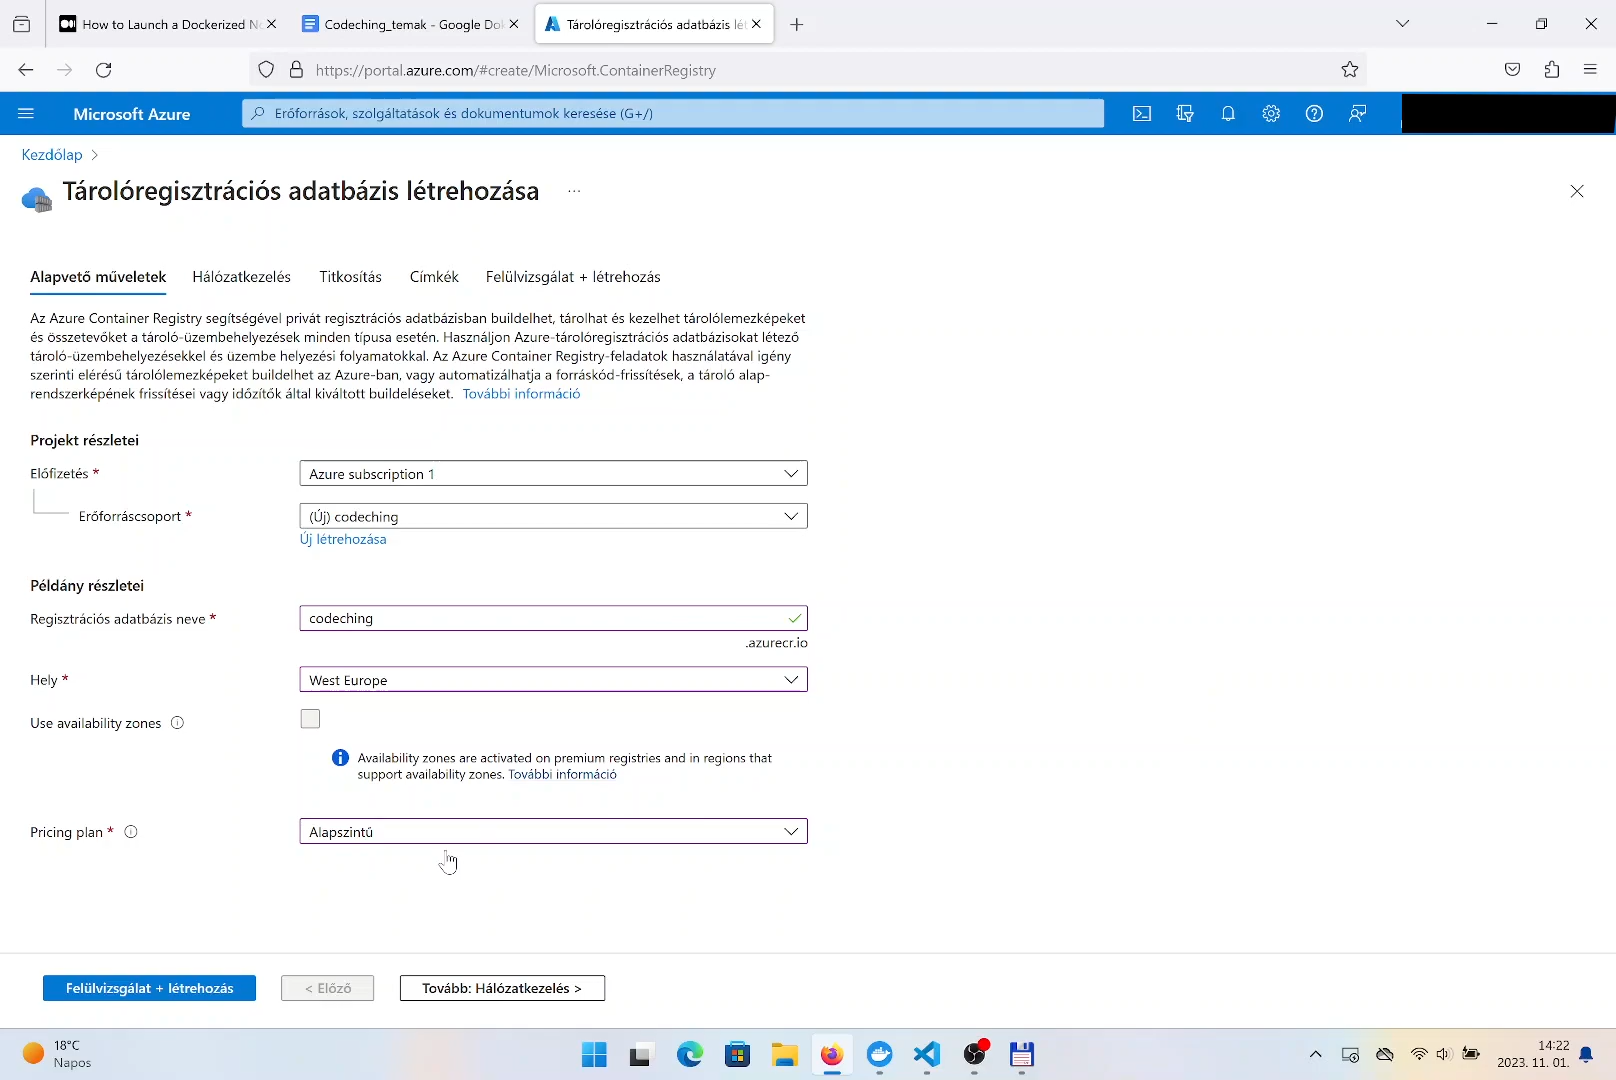 How to Launch a Dockerized N
Codeching_temak - Google Do
Tárolóregisztrációs adatbázis lét
https://portal.azure.com/#create/Microsoft.ContainerRegistry
Microsoft Azure
Erőforrások, szolgáltatások és dokumentumok keresése (G+/)
Kezdőlap >
Tárolóregisztrációs adatbázis létrehozása ...
Alapvető műveletek Hálózatkezelés Titkosítás Címkék Felülvizsgálat + létrehozás
Az Azure Container Registry segítségével privát regisztrációs adatbázisban buildelhet, tárolhat és kezelhet tárolólemezképeket
és összetevőket a tároló-üzembehelyezések minden típusa esetén. Használjon Azure-tárolóregisztrációs adatbázisokat létező
tároló-üzembehelyezésekkel és üzembe helyezési folyamatokkal. Az Azure Container Registry-feladatok használatával igény
szerinti elérésű tárolólemezképeket buildelhet az Azure-ban, vagy automatizálhatja a forráskód-frissítések, a tároló alap-
rendszerképének frissítései vagy időzítők által kiváltott buildeléseket. További információ
Projekt részletei
Előfizetés *
Azure subscription 1
Erőforráscsoport *
(Új) codeching
Új létrehozása
Példány részletei
Regisztrációs adatbázis neve *
codeching
.azurecr.io
Hely *
West Europe
Use availability zones
Availability zones are activated on premium registries and in regions that
support availability zones. További információ
Pricing plan *
Alapszintű
Felülvizsgálat + létrehozás
< Előző
Tovább: Hálózatkezelés >
18°C
Napos
14:22
2023. 11. 01.